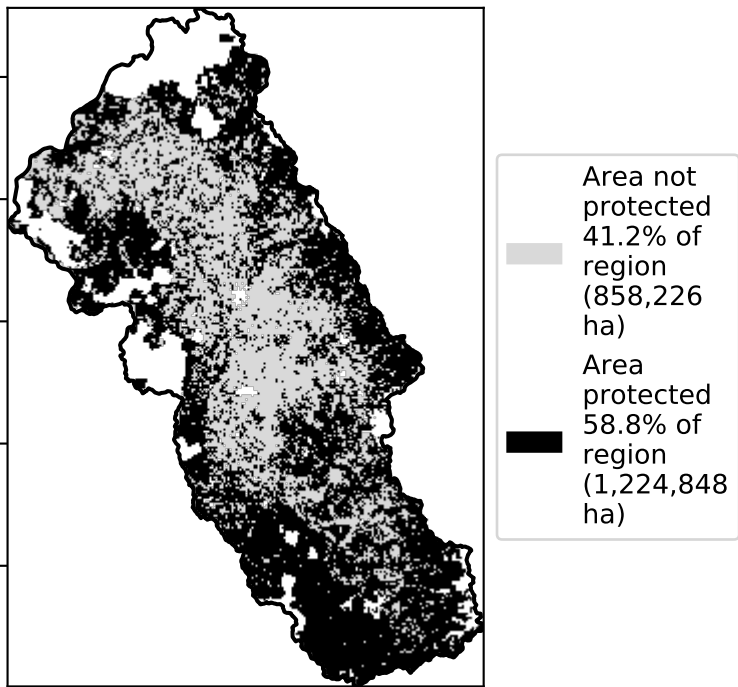 Area not
protected
41.2% of
region
(858,226
ha)
Area
protected
58.8% of
region
(1,224,848
ha)